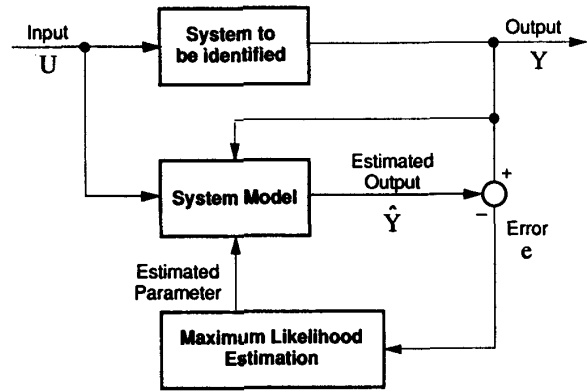 Input
U
System to
be identified
Output
Y
System Model
Estimated
Output
Ŷ
+
−
Error
e
Estimated
Parameter
Maximum Likelihood
Estimation